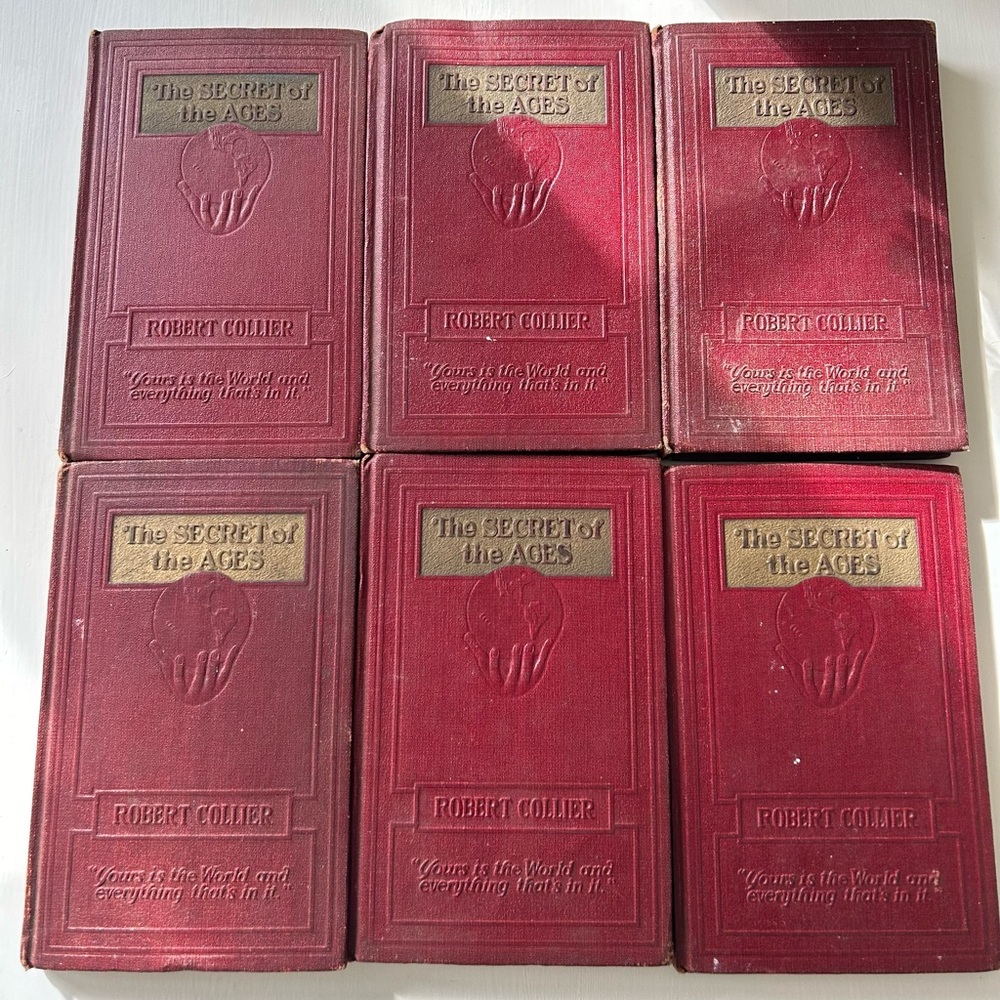 The SECRET of
the AGES
ROBERT COLLIER
"Yours is the World and
everything that's in it."
The SECRET of
the AGES
ROBERT COLLIER
"Yours is the World and
everything that's in it."
The SECRET of
the AGES
ROBERT COLLIER
"Yours is the World and
everything that's in it."
The SECRET of
the AGES
ROBERT COLLIER
"Yours is the World and
everything that's in it."
The SECRET of
the AGES
ROBERT COLLIER
"Yours is the World and
everything that's in it."
The SECRET of
the AGES
ROBERT COLLIER
"Yours is the World and
everything that's in it."